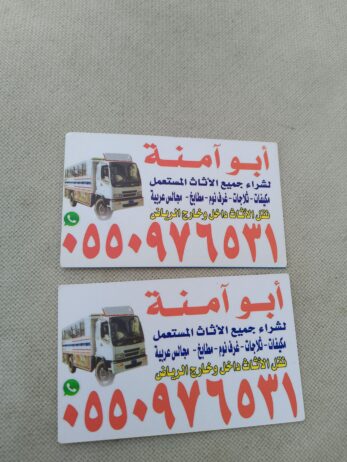 أبو آمنة
لشراء جميع الأثاث المستعمل
مكيفات - ثلاجات - غرف نوم - مطابخ - مجالس عربية
نقل الأثاث داخل وخارج الرياض
٠٥٥٠٩٧٦٥٣١
أبو آمنة
لشراء جميع الأثاث المستعمل
مكيفات - ثلاجات - غرف نوم - مطابخ - مجالس عربية
نقل الأثاث داخل وخارج الرياض
٠٥٥٠٩٧٦٥٣١